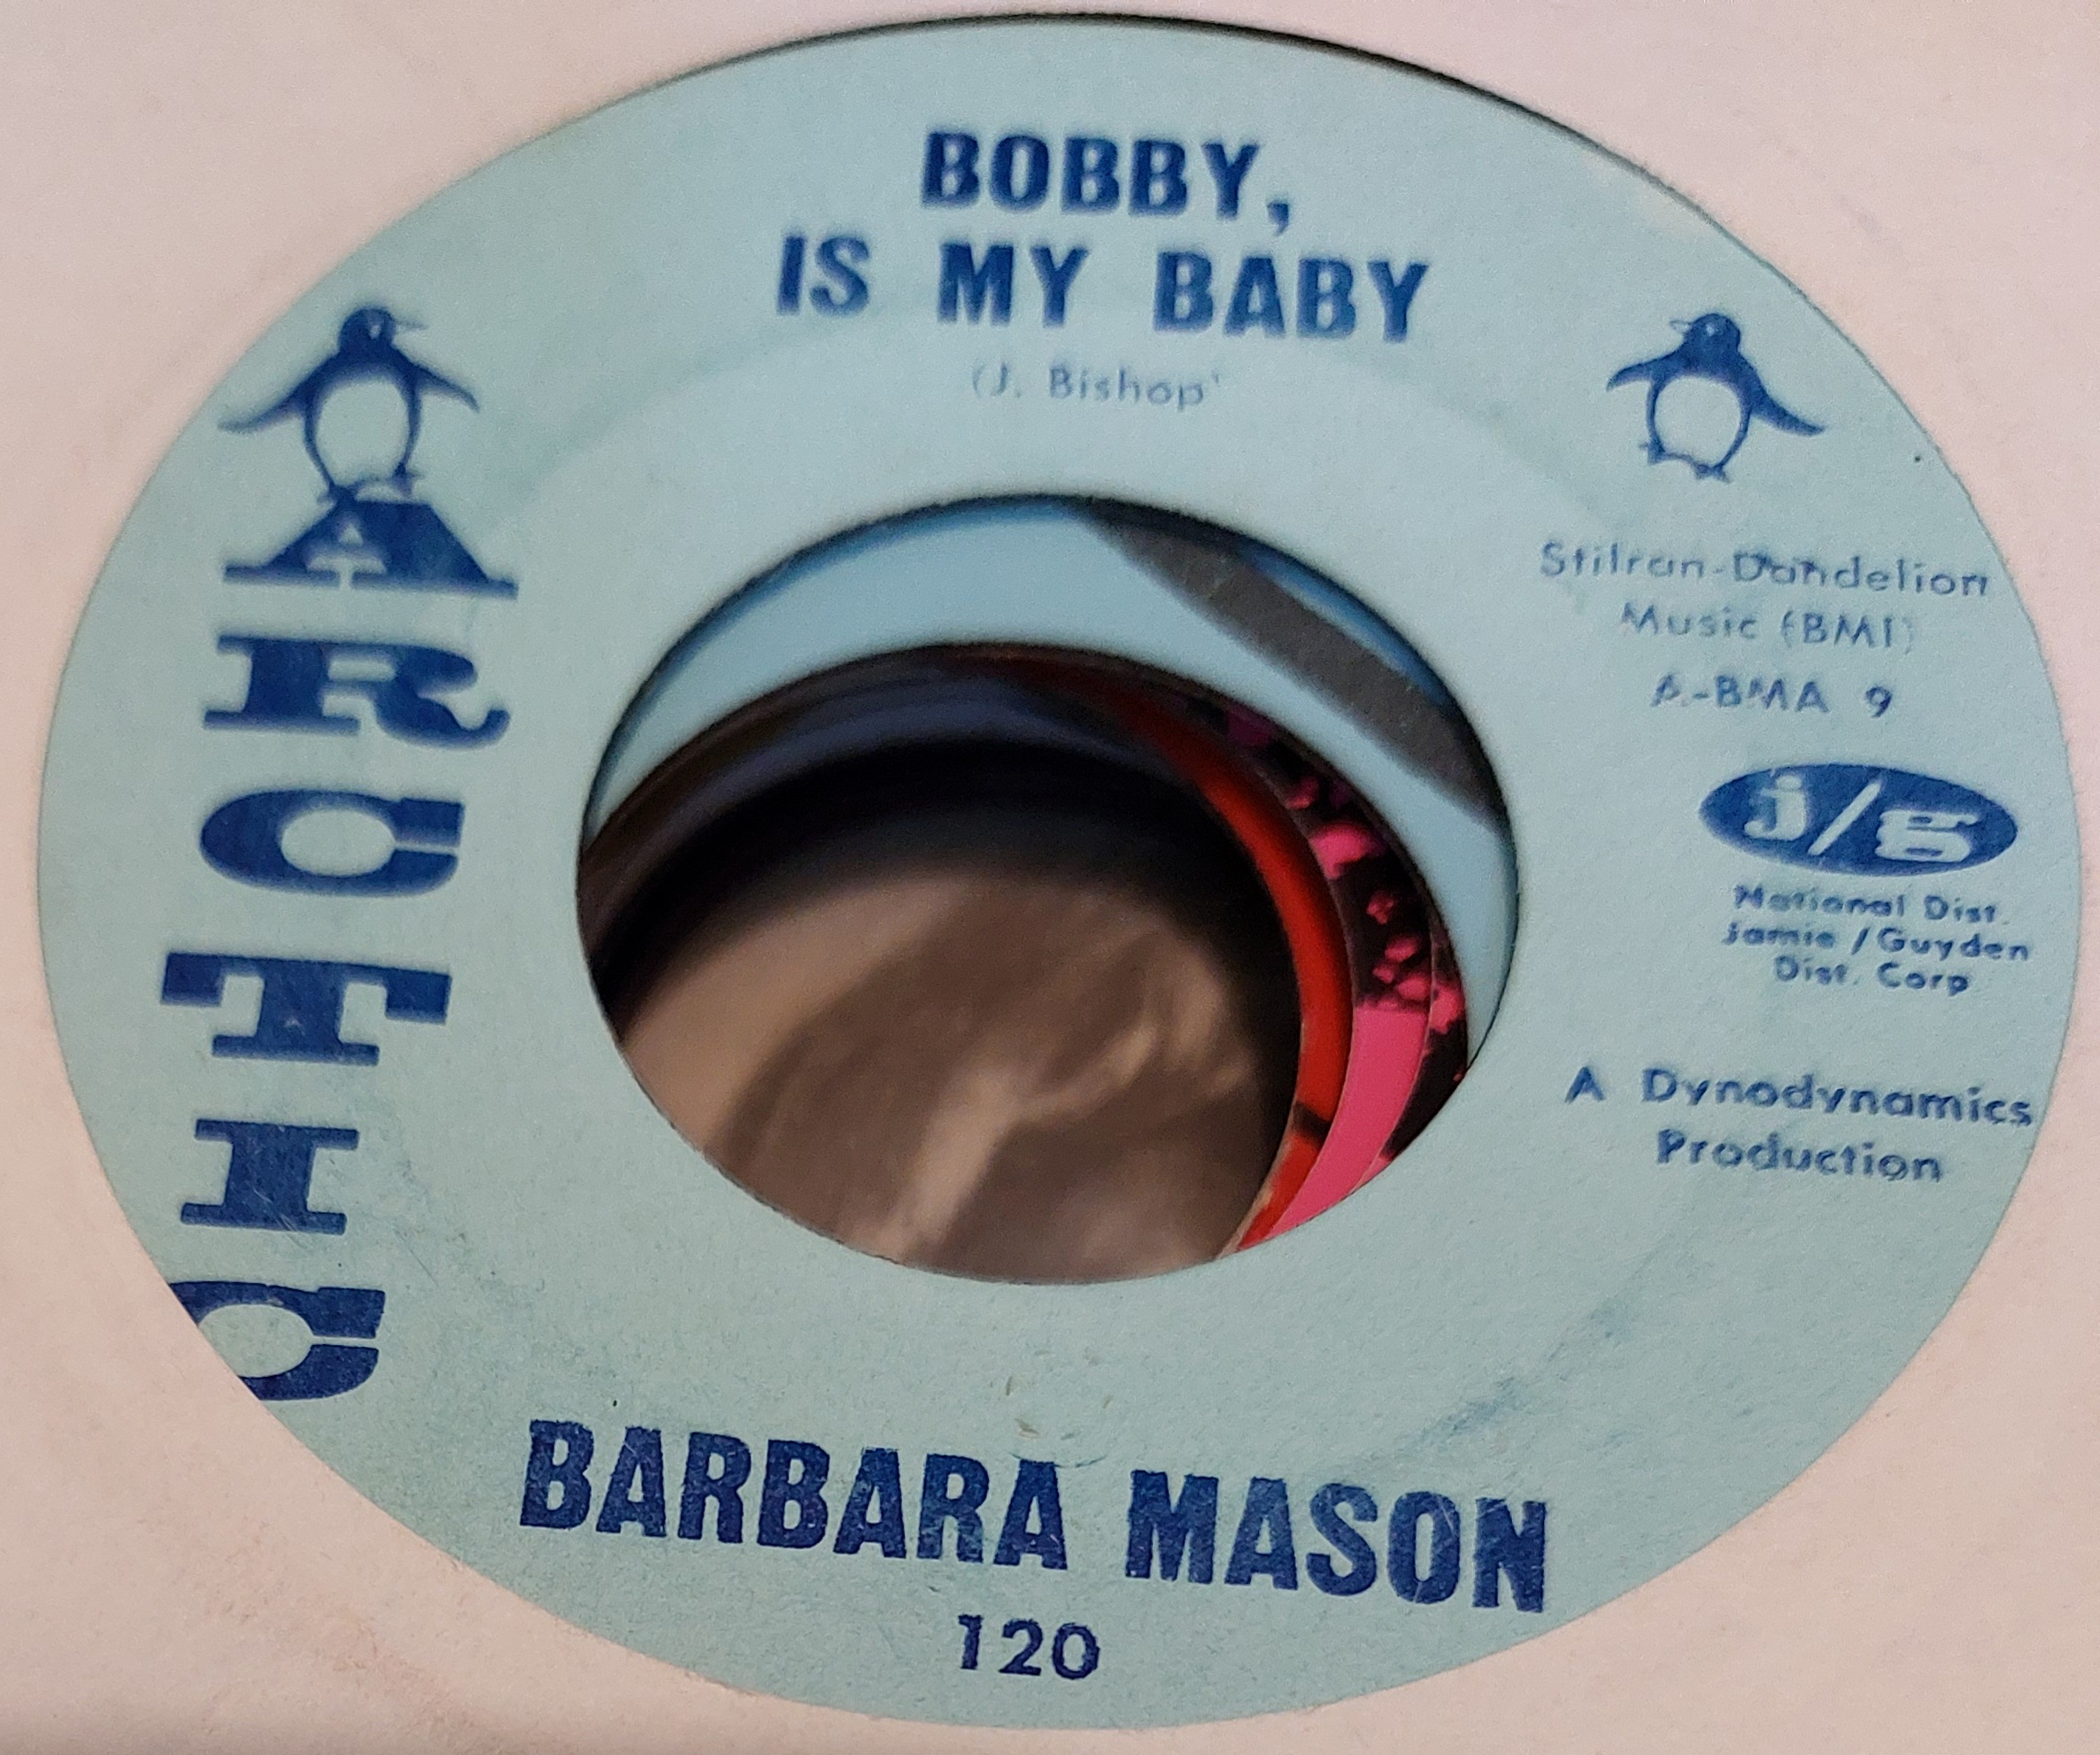 BOBBY,
IS MY BABY
(J. Bishop)
ARCTIC
Stilran-Dandelion
Music (BMI)
A-BMA 9
j/g
National Dist.
Jamie/Guyden
Dist. Corp
A Dynodynamics
Production
BARBARA MASON
120